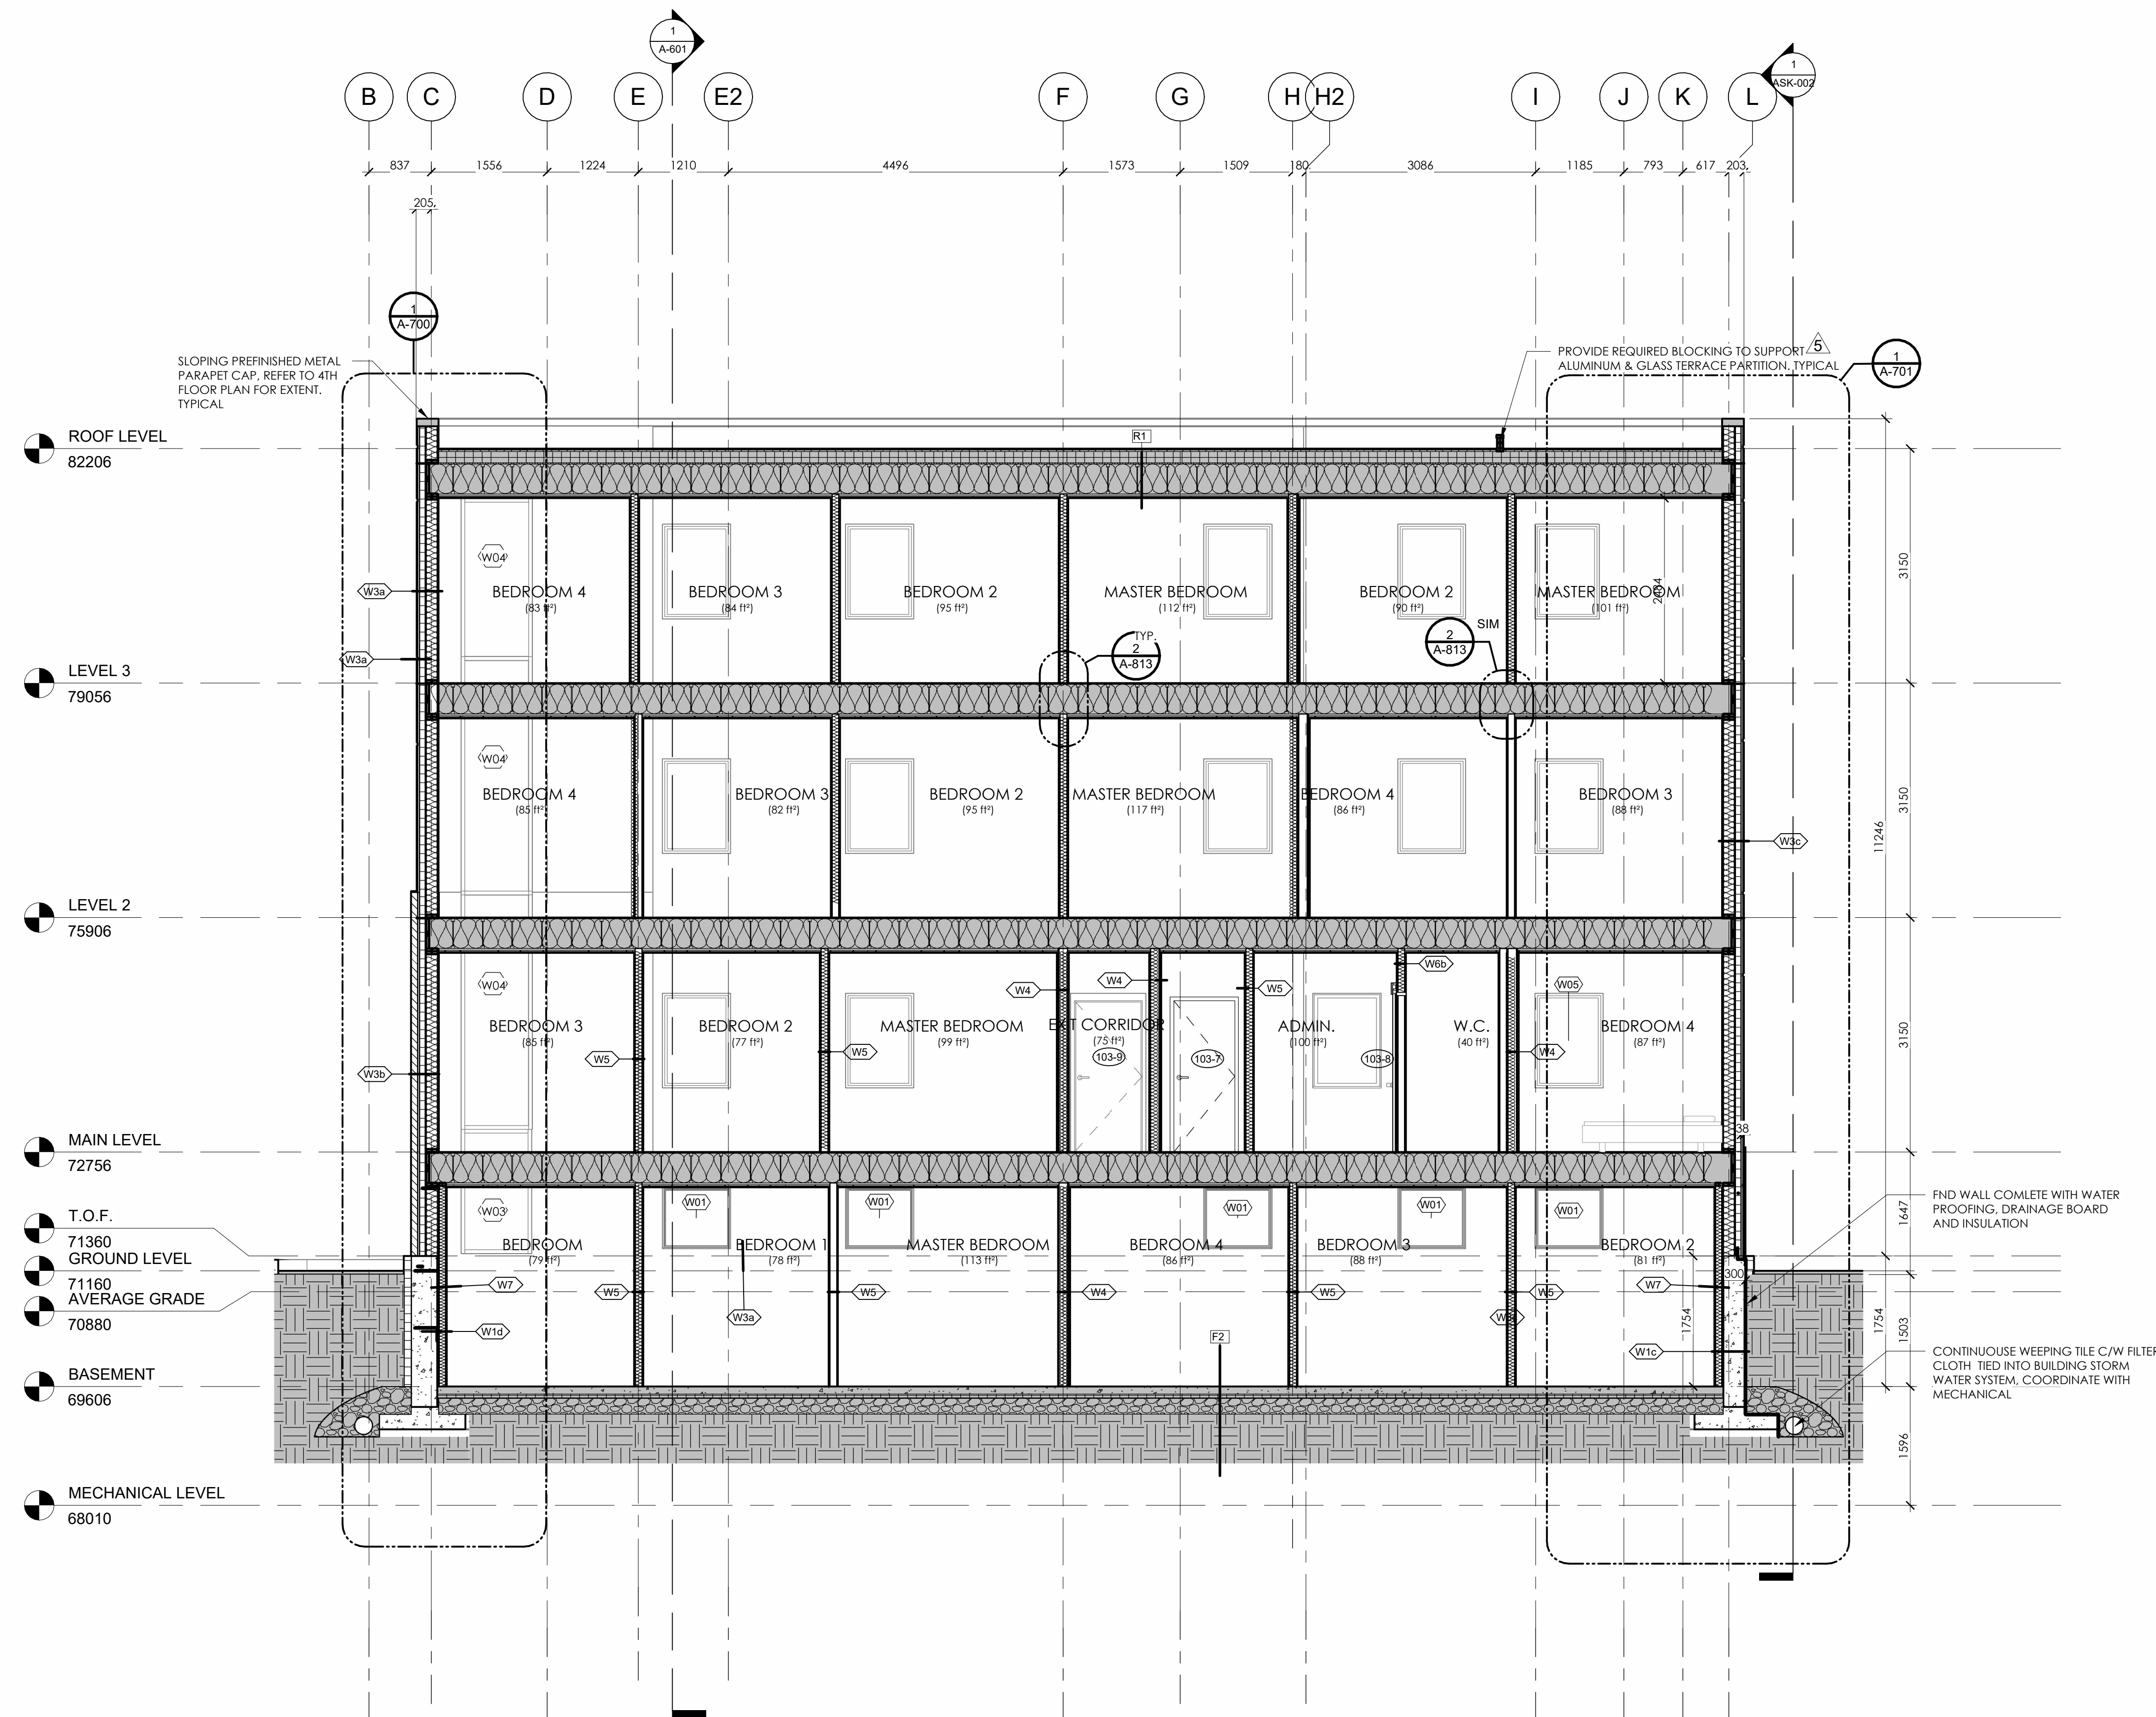 1
A-601
1
ASK-002
B
C
D
E
E2
F
G
H
H2
I
J
K
L
837
1556
1224
1210
4496
1573
1509
180
3086
1185
793
617
203
205
1
A-700
SLOPING PREFINISHED METAL
PARAPET CAP, REFER TO 4TH
FLOOR PLAN FOR EXTENT.
TYPICAL
PROVIDE REQUIRED BLOCKING TO SUPPORT
ALUMINUM & GLASS TERRACE PARTITION. TYPICAL
5
1
A-701
ROOF LEVEL
82206
R1
W04
W3a
BEDROOM 4
(83 ft²)
BEDROOM 3
(84 ft²)
BEDROOM 2
(95 ft²)
MASTER BEDROOM
(112 ft²)
BEDROOM 2
(90 ft²)
MASTER BEDROOM
(101 ft²)
3150
W3a
TYP.
2
A-813
2
A-813
SIM
LEVEL 3
79056
W04
BEDROOM 4
(85 ft²)
BEDROOM 3
(82 ft²)
BEDROOM 2
(95 ft²)
MASTER BEDROOM
(117 ft²)
BEDROOM 4
(86 ft²)
BEDROOM 3
(88 ft²)
3150
W3c
11246
LEVEL 2
75906
W04
W4
W4
W5
W6b
W05
BEDROOM 3
(85 ft²)
BEDROOM 2
(77 ft²)
MASTER BEDROOM
(99 ft²)
EXIT CORRIDOR
(75 ft²)
ADMIN.
(100 ft²)
W.C.
(40 ft²)
BEDROOM 4
(87 ft²)
3150
W5
W5
103-9
103-7
103-8
W4
W3b
38
MAIN LEVEL
72756
W03
W01
W01
W01
W01
W01
BEDROOM
(79 ft²)
BEDROOM 1
(78 ft²)
MASTER BEDROOM
(113 ft²)
BEDROOM 4
(86 ft²)
BEDROOM 3
(88 ft²)
BEDROOM 2
(81 ft²)
1647
FND WALL COMLETE WITH WATER
PROOFING, DRAINAGE BOARD
AND INSULATION
T.O.F.
71360
GROUND LEVEL
71160
AVERAGE GRADE
70880
300
W7
W5
W5
W4
W5
W5
W7
W3a
W1d
F2
1754
1754
1503
W1c
CONTINUOUSE WEEPING TILE C/W FILTER
CLOTH TIED INTO BUILDING STORM
WATER SYSTEM, COORDINATE WITH
MECHANICAL
BASEMENT
69606
1596
MECHANICAL LEVEL
68010